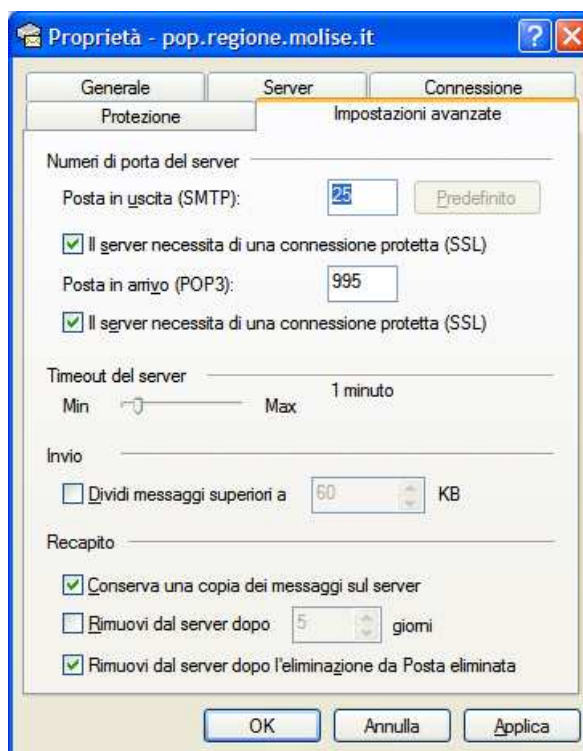 Proprietà - pop.regione.molise.it
Generale Server Connessione
Protezione Impostazioni avanzate
Numeri di porta del server
Posta in uscita (SMTP): 25 Predefinito
Il server necessita di una connessione protetta (SSL)
Posta in arrivo (POP3): 995
Il server necessita di una connessione protetta (SSL)
Timeout del server
Min Max 1 minuto
Invio
Dividi messaggi superiori a 60 KB
Recapito
Conserva una copia dei messaggi sul server
Rimuovi dal server dopo 5 giorni
Rimuovi dal server dopo l'eliminazione da Posta eliminata
OK Annulla Applica